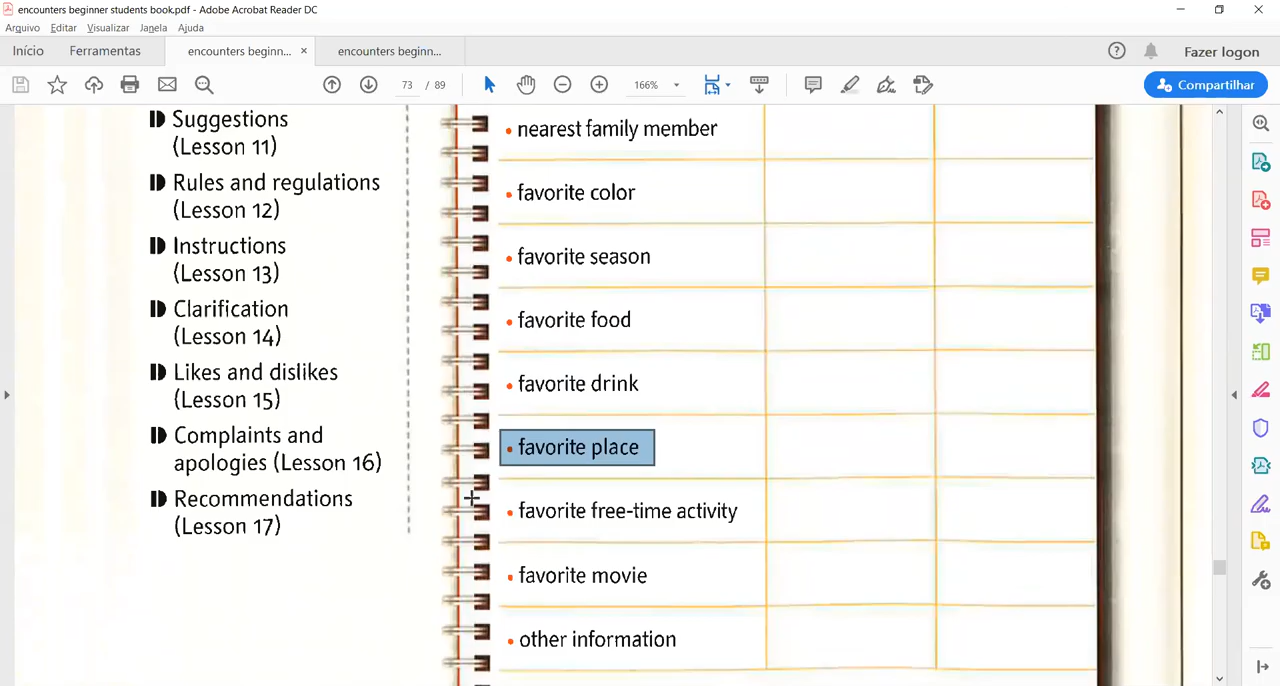 encounters beginner students book.pdf - Adobe Acrobat Reader DC
Arquivo Editar Visualizar Janela Ajuda
Início Ferramentas encounters beginn... × encounters beginn... Fazer logon
73 / 89 166% Compartilhar
Suggestions
(Lesson 11)
Rules and regulations
(Lesson 12)
Instructions
(Lesson 13)
Clarification
(Lesson 14)
Likes and dislikes
(Lesson 15)
Complaints and
apologies (Lesson 16)
Recommendations
(Lesson 17)
• nearest family member
• favorite color
• favorite season
• favorite food
• favorite drink
• favorite place
• favorite free-time activity
• favorite movie
• other information